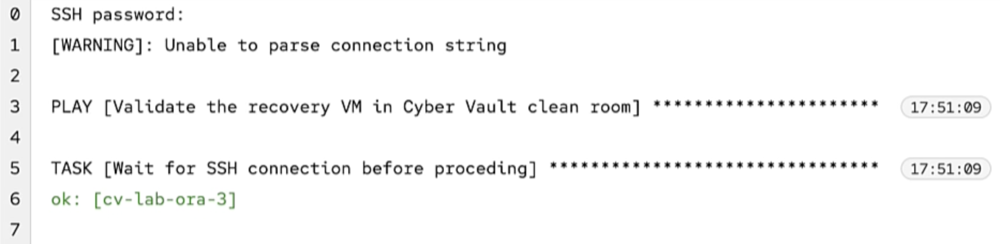 0 SSH password:
1 [WARNING]: Unable to parse connection string
2
3 PLAY [Validate the recovery VM in Cyber Vault clean room] ********************** 17:51:09
4
5 TASK [Wait for SSH connection before proceding] ******************************** 17:51:09
6 ok: [cv-lab-ora-3]
7